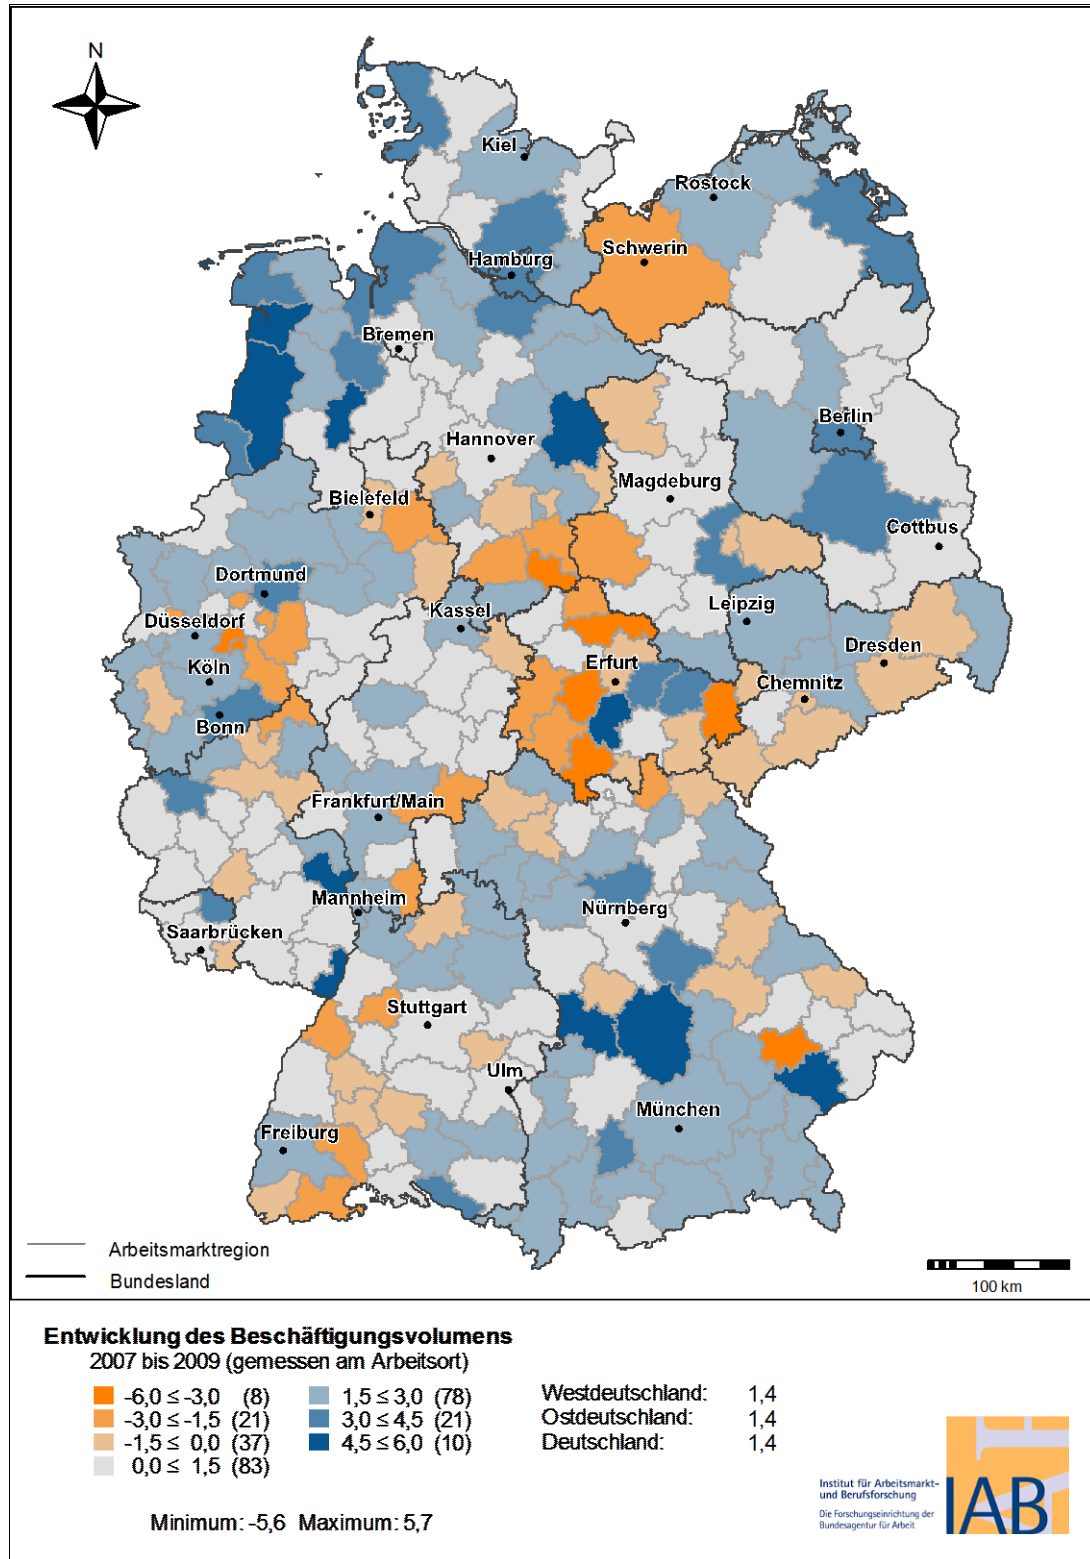 N
Kiel
Rostock
Schwerin
Hamburg
Bremen
Berlin
Hannover
Magdeburg
Bielefeld
Cottbus
Dortmund
Leipzig
Kassel
Düsseldorf
Dresden
Erfurt
Köln
Chemnitz
Bonn
Frankfurt/Main
Mannheim
Nürnberg
Saarbrücken
Stuttgart
Ulm
München
Freiburg
Arbeitsmarktregion
Bundesland
100 km
Entwicklung des Beschäftigungsvolumens
2007 bis 2009 (gemessen am Arbeitsort)
-6,0 ≤ -3,0 (8) 1,5 ≤ 3,0 (78) Westdeutschland: 1,4
-3,0 ≤ -1,5 (21) 3,0 ≤ 4,5 (21) Ostdeutschland: 1,4
-1,5 ≤ 0,0 (37) 4,5 ≤ 6,0 (10) Deutschland: 1,4
0,0 ≤ 1,5 (83)
Minimum: -5,6 Maximum: 5,7
Institut für Arbeitsmarkt-
und Berufsforschung
Die Forschungseinrichtung der
Bundesagentur für Arbeit
IAB